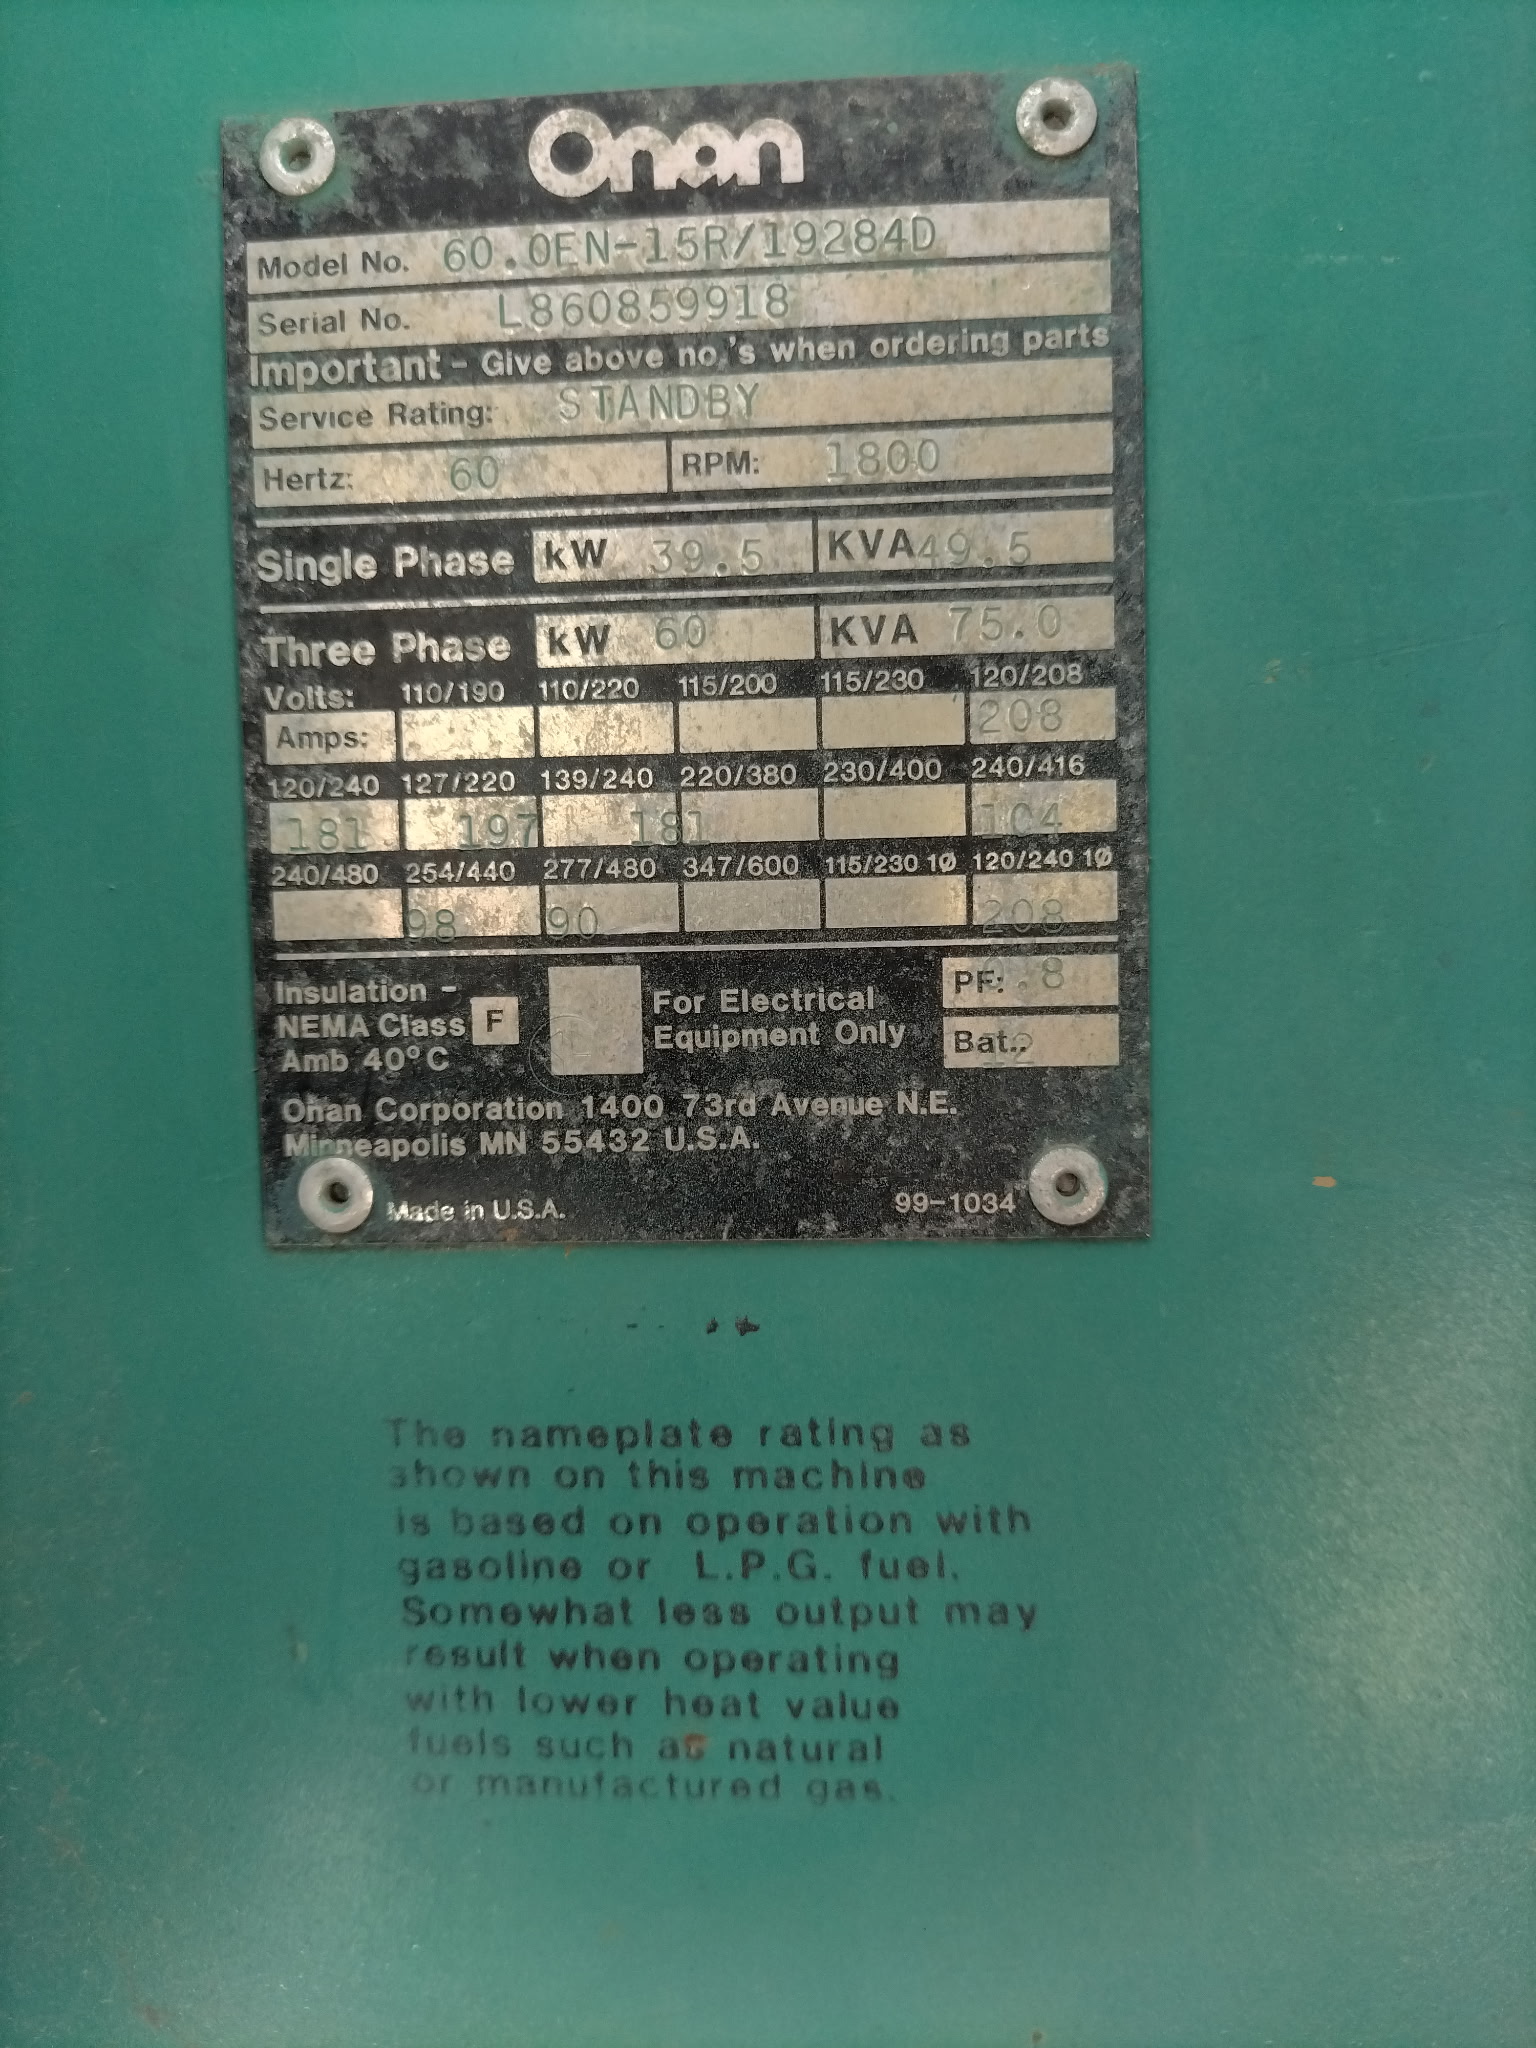 Onan
Model No. 60.0EN-15R/19284D
Serial No. L860859918
Important - Give above no.'s when ordering parts
Service Rating: STANDBY
Hertz: 60 RPM: 1800
Single Phase kW 39.5 KVA 49.5
Three Phase kW 60 KVA 75.0
Volts: 110/190 110/220 115/200 115/230 120/208
Amps: 208
120/240 127/220 139/240 220/380 230/400 240/416
181 197 181 104
240/480 254/440 277/480 347/600 115/230 1Ø 120/240 1Ø
98 90 208
Insulation -
NEMA Class F
Amb 40°C
For Electrical
Equipment Only
PF: 0.8
Bat.: 12
Onan Corporation 1400 73rd Avenue N.E.
Minneapolis MN 55432 U.S.A.
Made in U.S.A. 99-1034
The nameplate rating as
shown on this machine
is based on operation with
gasoline or L.P.G. fuel.
Somewhat less output may
result when operating
with lower heat value
fuels such as natural
or manufactured gas.